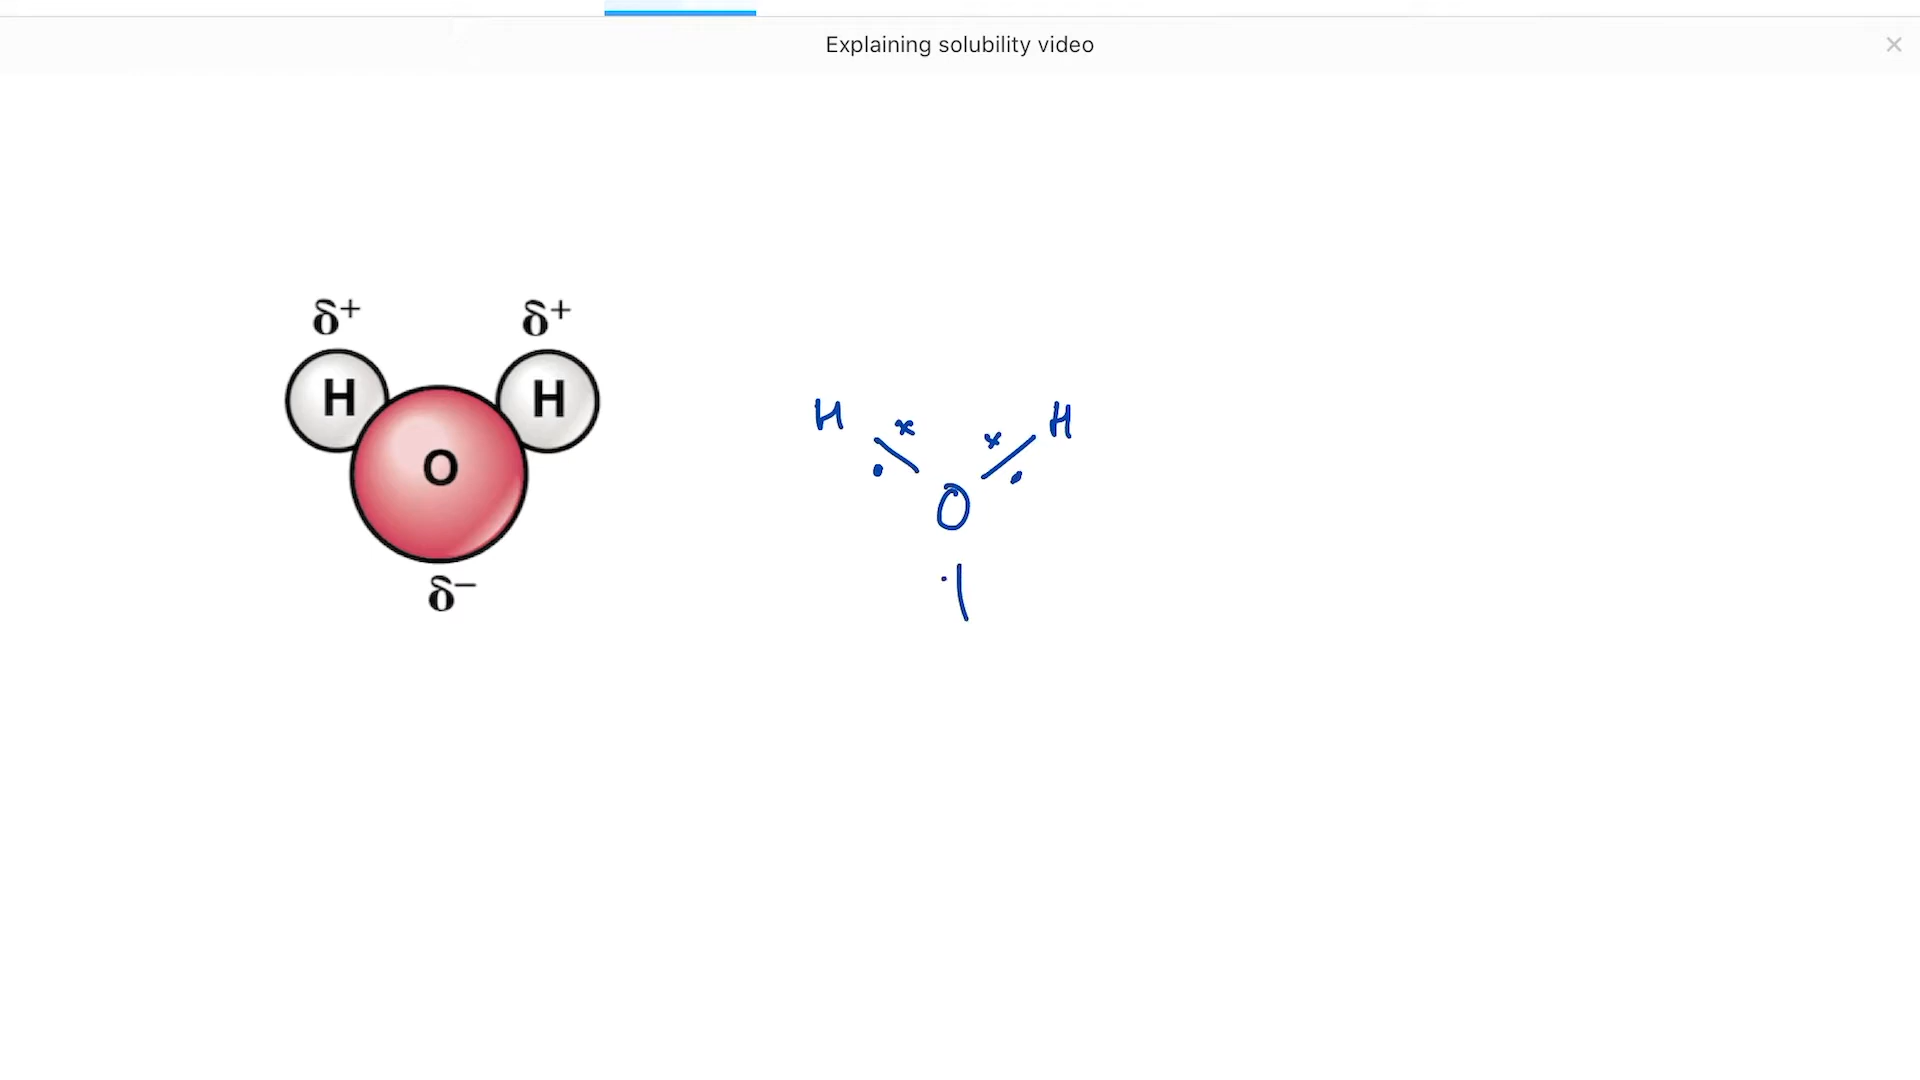 Explaining solubility video
δ+ δ+
H H
O
δ−
H H
x x
O